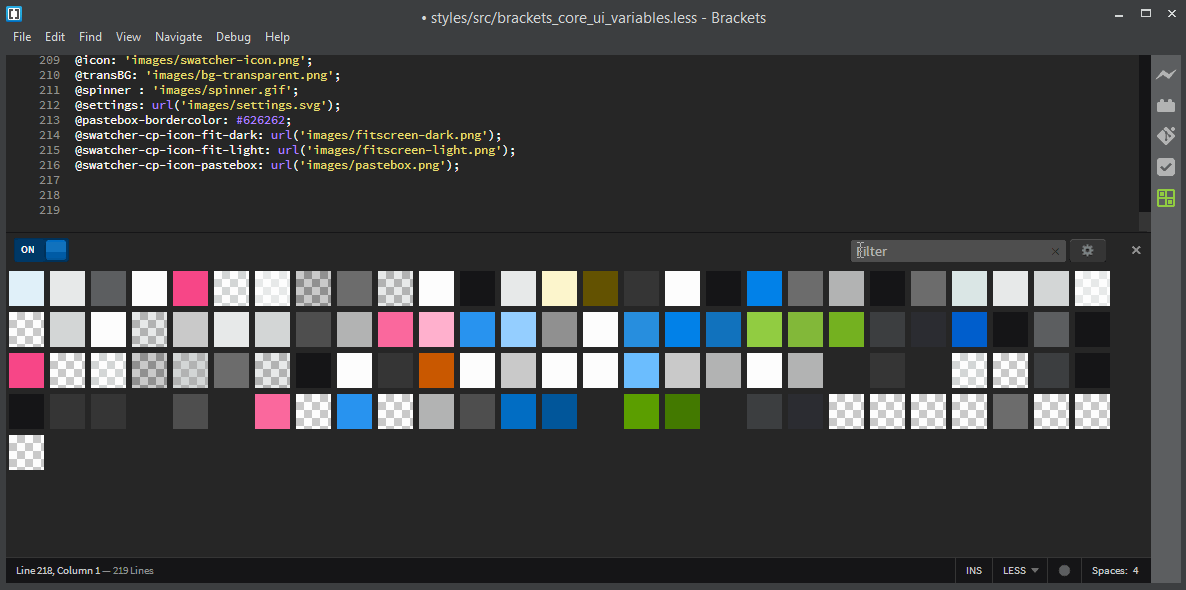 • styles/src/brackets_core_ui_variables.less - Brackets
File Edit Find View Navigate Debug Help
209 @icon: 'images/swatcher-icon.png';
210 @transBG: 'images/bg-transparent.png';
211 @spinner : 'images/spinner.gif';
212 @settings: url('images/settings.svg');
213 @pastebox-bordercolor: #626262;
214 @swatcher-cp-icon-fit-dark: url('images/fitscreen-dark.png');
215 @swatcher-cp-icon-fit-light: url('images/fitscreen-light.png');
216 @swatcher-cp-icon-pastebox: url('images/pastebox.png');
217
218
219
ON Filter
Line 218, Column 1 — 219 Lines INS LESS Spaces: 4